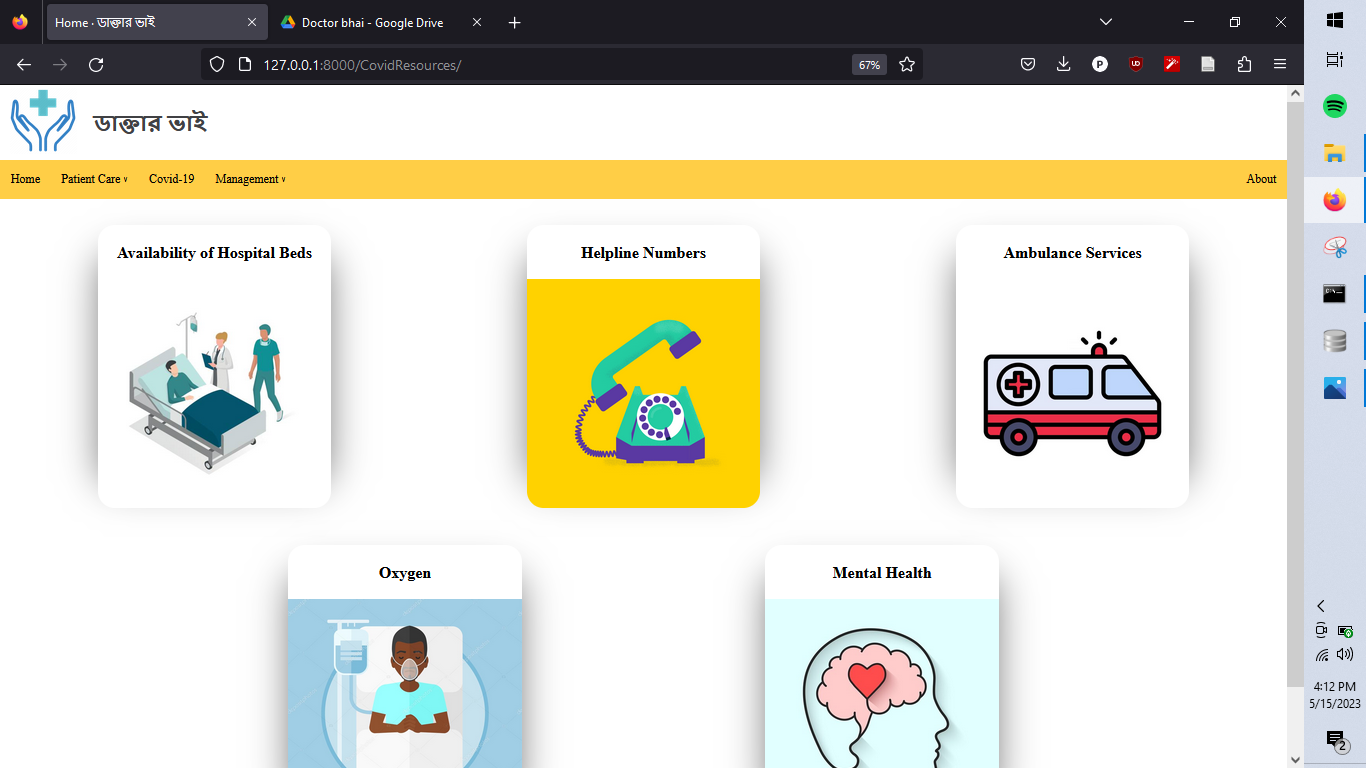 Home · ডাক্তার ভাই
Doctor bhai - Google Drive
127.0.0.1:8000/CovidResources/
67%
ডাক্তার ভাই
Home
Patient Care
Covid-19
Management
About
Availability of Hospital Beds
Helpline Numbers
Ambulance Services
Oxygen
Mental Health
4:12 PM
5/15/2023
2